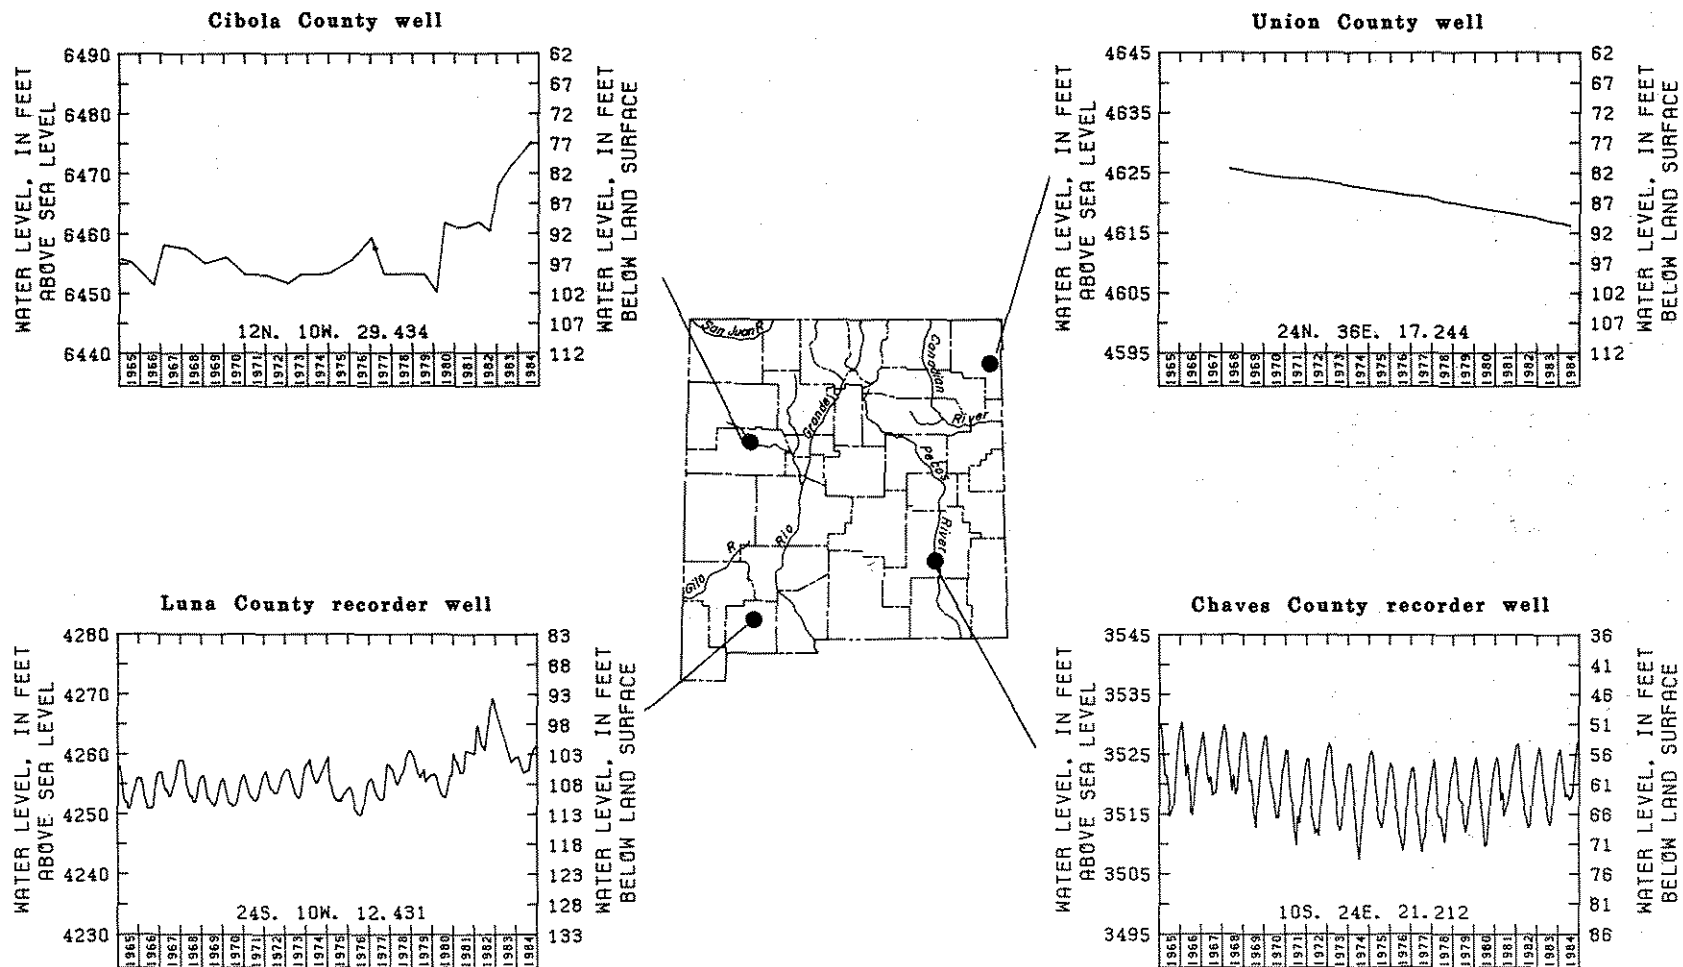 Cibola County well
WATER LEVEL, IN FEET
ABOVE SEA LEVEL
6490
6480
6470
6460
6450
6440
62
67
72
77
82
87
92
97
102
107
112
WATER LEVEL, IN FEET
BELOW LAND SURFACE
12N. 10W. 29.434
1965 1966 1967 1968 1969 1970 1971 1972 1973 1974 1975 1976 1977 1978 1979 1980 1981 1982 1983 1984
Union County well
WATER LEVEL, IN FEET
ABOVE SEA LEVEL
4645
4635
4625
4615
4605
4595
62
67
72
77
82
87
92
97
102
107
112
WATER LEVEL, IN FEET
BELOW LAND SURFACE
24N. 36E. 17.244
1965 1966 1967 1968 1969 1970 1971 1972 1973 1974 1975 1976 1977 1978 1979 1980 1981 1982 1983 1984
San Juan R
Canadian
River
Grande
Pecos
River
Rio
R
Gila
Luna County recorder well
WATER LEVEL, IN FEET
ABOVE SEA LEVEL
4280
4270
4260
4250
4240
4230
83
88
93
98
103
108
113
118
123
128
133
WATER LEVEL, IN FEET
BELOW LAND SURFACE
24S. 10W. 12.431
1965 1966 1967 1968 1969 1970 1971 1972 1973 1974 1975 1976 1977 1978 1979 1980 1981 1982 1983 1984
Chaves County recorder well
WATER LEVEL, IN FEET
ABOVE SEA LEVEL
3545
3535
3525
3515
3505
3495
36
41
46
51
56
61
66
71
76
81
86
WATER LEVEL, IN FEET
BELOW LAND SURFACE
10S. 24E. 21.212
1965 1966 1967 1968 1969 1970 1971 1972 1973 1974 1975 1976 1977 1978 1979 1980 1981 1982 1983 1984